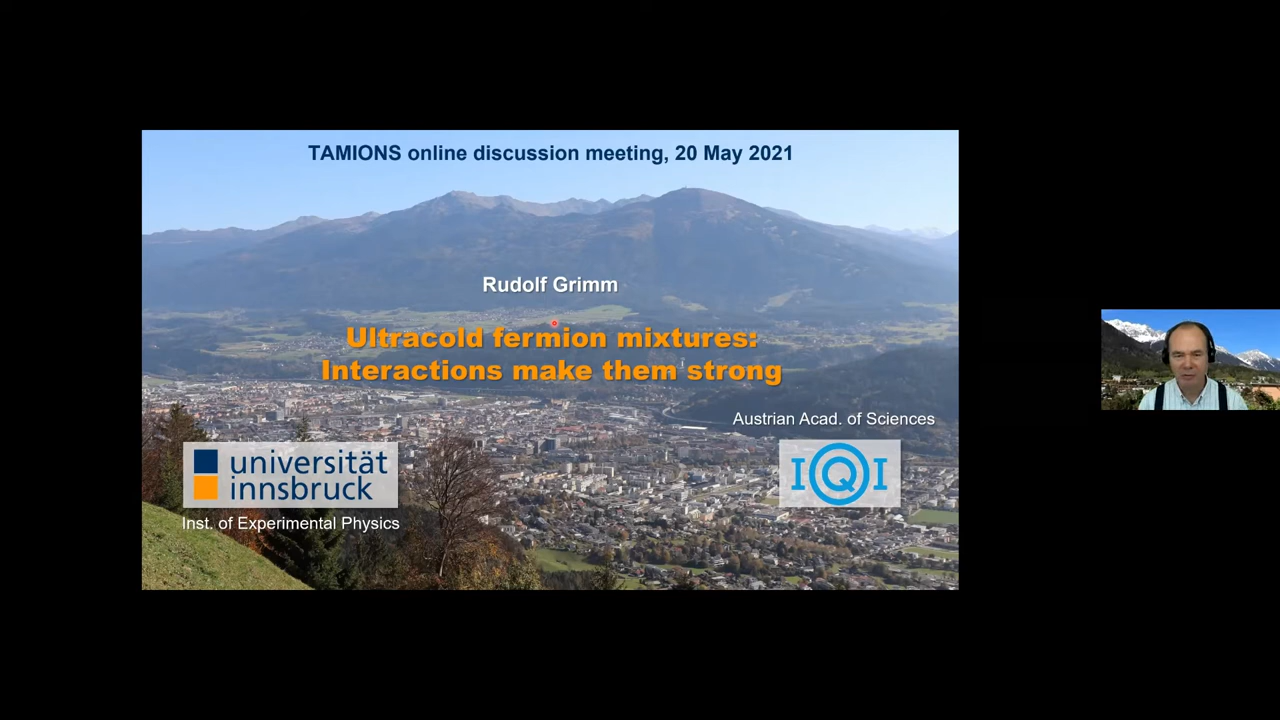 TAMIONS online discussion meeting, 20 May 2021
Rudolf Grimm
Ultracold fermion mixtures:
Interactions make them strong
Austrian Acad. of Sciences
IQI
universität
innsbruck
Inst. of Experimental Physics